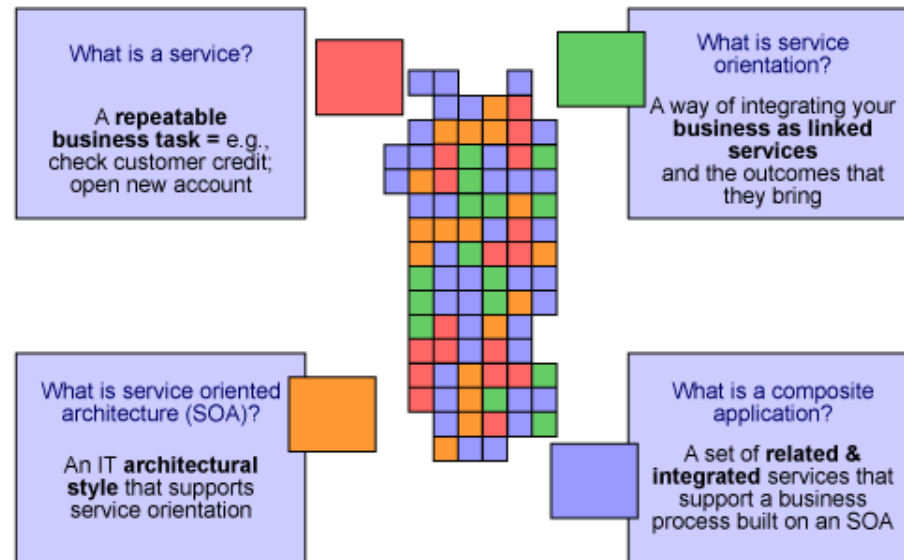 What is a service?
A repeatable
business task = e.g.,
check customer credit;
open new account
What is service
orientation?
A way of integrating your
business as linked
services
and the outcomes that
they bring
What is service oriented
architecture (SOA)?
An IT architectural
style that supports
service orientation
What is a composite
application?
A set of related &
integrated services that
support a business
process built on an SOA